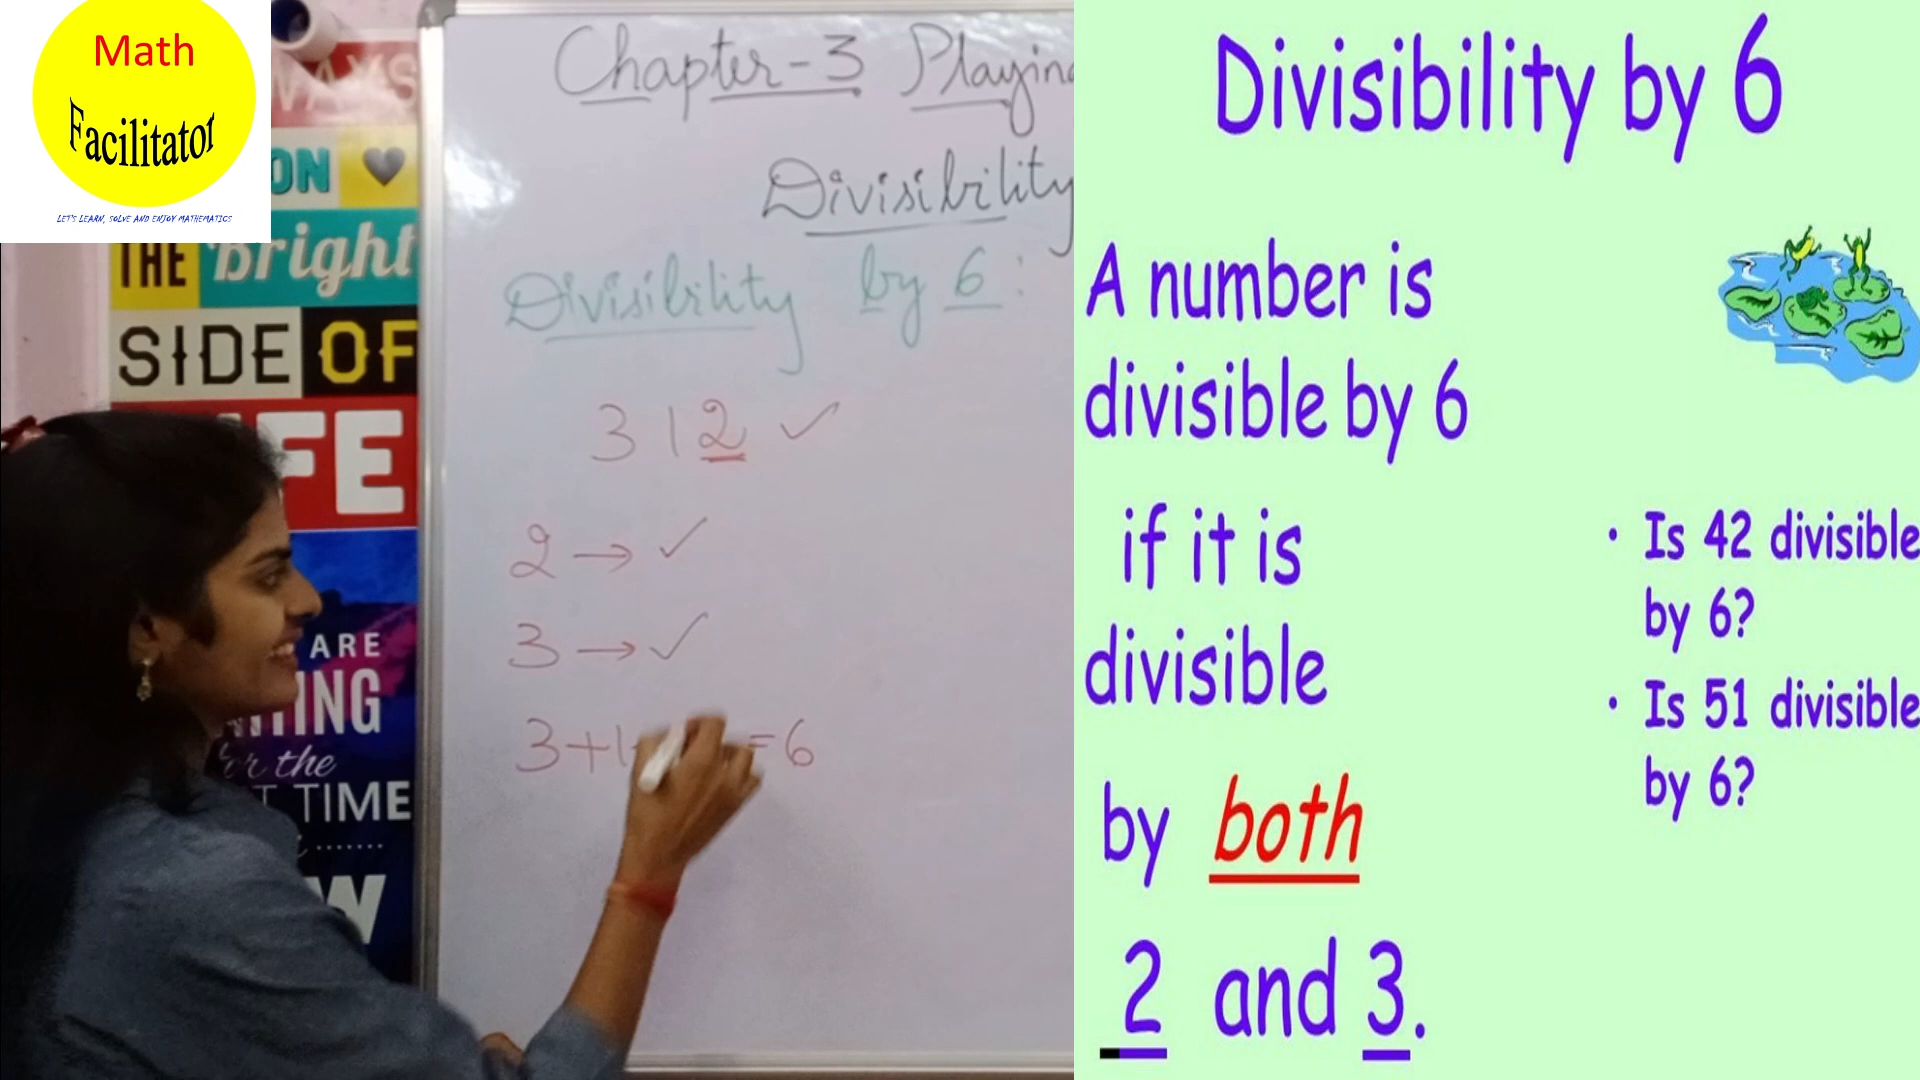 Math
Facilitator
LET'S LEARN, SOLVE AND ENJOY MATHEMATICS
ON
THE Bright
SIDE OF
ARE
the
TIME
Chapter-3 Playing
Divisibility
Divisibility by 6:
312 ✓
2 → ✓
3 → ✓
3+1
=6
Divisibility by 6
A number is
divisible by 6
if it is
divisible
by both
2 and 3.
• Is 42 divisible
by 6?
• Is 51 divisible
by 6?